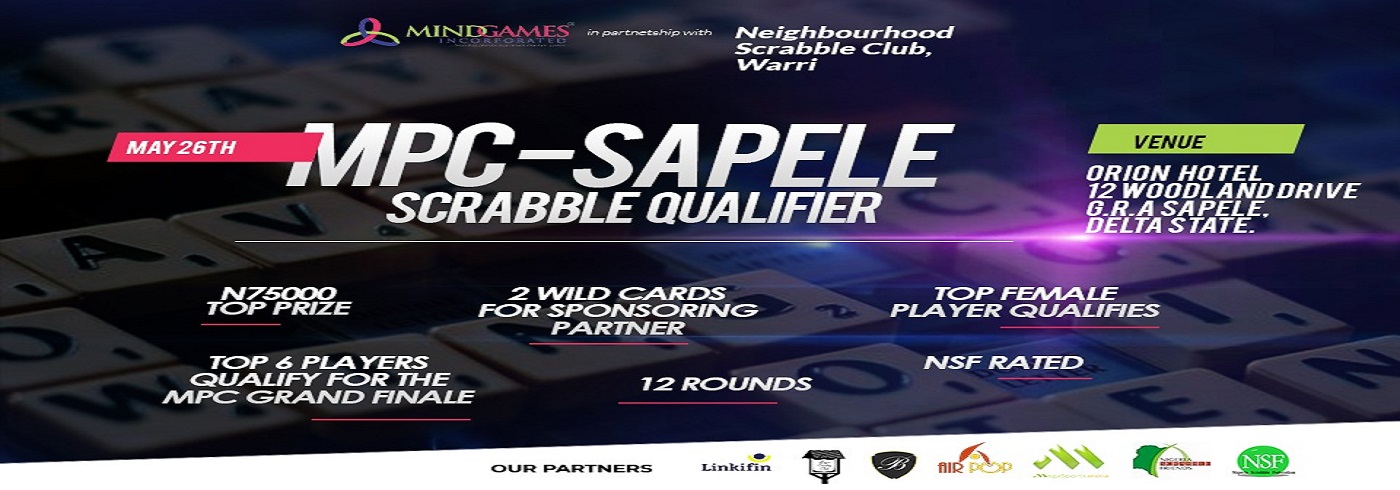 MINDGAMES
INCORPORATED
in partnetship with
Neighbourhood
Scrabble Club,
Warri
MAY 26TH
MPC-SAPELE
SCRABBLE QUALIFIER
VENUE
ORION HOTEL
12 WOODLAND DRIVE
G.R.A SAPELE,
DELTA STATE.
N75000
TOP PRIZE
2 WILD CARDS
FOR SPONSORING
PARTNER
TOP FEMALE
PLAYER QUALIFIES
TOP 6 PLAYERS
QUALIFY FOR THE
MPC GRAND FINALE
12 ROUNDS
NSF RATED
OUR PARTNERS
Linkifin
B
AIR POP
NSF